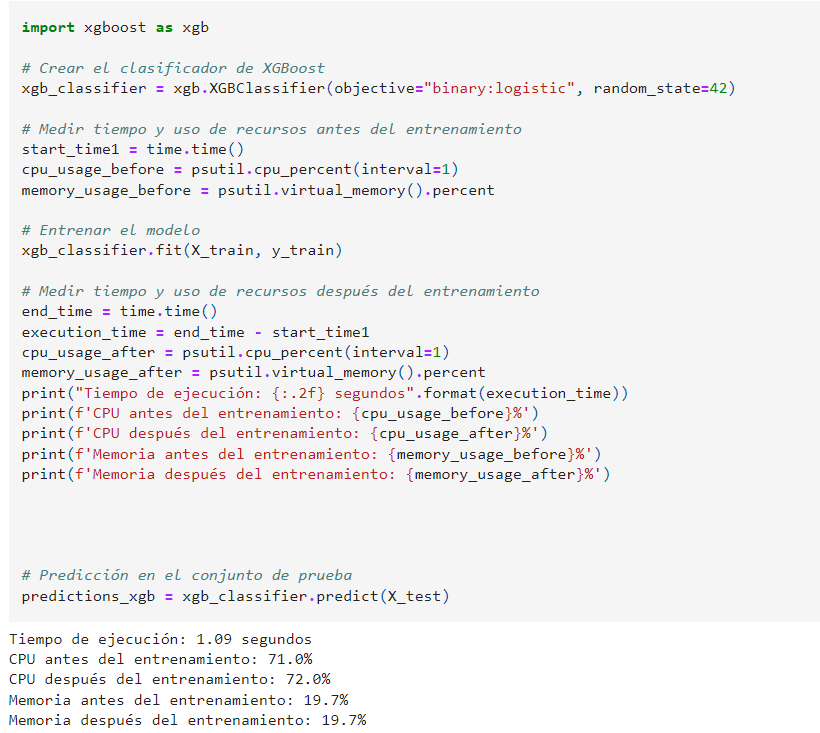 import xgboost as xgb
# Crear el clasificador de XGBoost
xgb_classifier = xgb.XGBClassifier(objective="binary:logistic", random_state=42)
# Medir tiempo y uso de recursos antes del entrenamiento
start_time1 = time.time()
cpu_usage_before = psutil.cpu_percent(interval=1)
memory_usage_before = psutil.virtual_memory().percent
# Entrenar el modelo
xgb_classifier.fit(X_train, y_train)
# Medir tiempo y uso de recursos después del entrenamiento
end_time = time.time()
execution_time = end_time - start_time1
cpu_usage_after = psutil.cpu_percent(interval=1)
memory_usage_after = psutil.virtual_memory().percent
print("Tiempo de ejecución: {:.2f} segundos".format(execution_time))
print(f'CPU antes del entrenamiento: {cpu_usage_before}%')
print(f'CPU después del entrenamiento: {cpu_usage_after}%')
print(f'Memoria antes del entrenamiento: {memory_usage_before}%')
print(f'Memoria después del entrenamiento: {memory_usage_after}%')
# Predicción en el conjunto de prueba
predictions_xgb = xgb_classifier.predict(X_test)
Tiempo de ejecución: 1.09 segundos
CPU antes del entrenamiento: 71.0%
CPU después del entrenamiento: 72.0%
Memoria antes del entrenamiento: 19.7%
Memoria después del entrenamiento: 19.7%